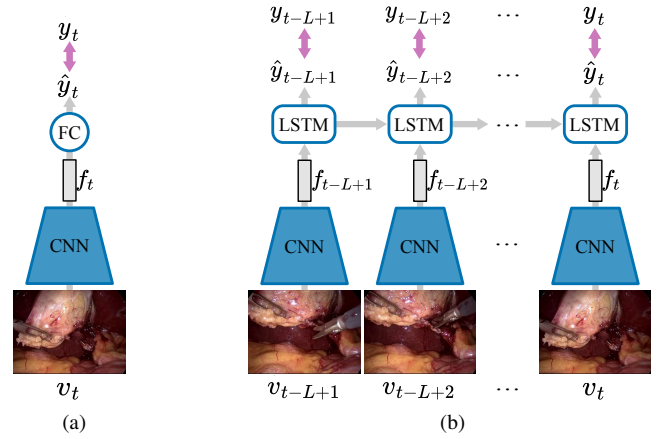 y_t
ŷ_t
FC
f_t
CNN
v_t
(a)
y_{t-L+1} y_{t-L+2} ... y_t
ŷ_{t-L+1} ŷ_{t-L+2} ... ŷ_t
LSTM LSTM ... LSTM
f_{t-L+1} f_{t-L+2} f_t
CNN CNN ... CNN
v_{t-L+1} v_{t-L+2} ... v_t
(b)